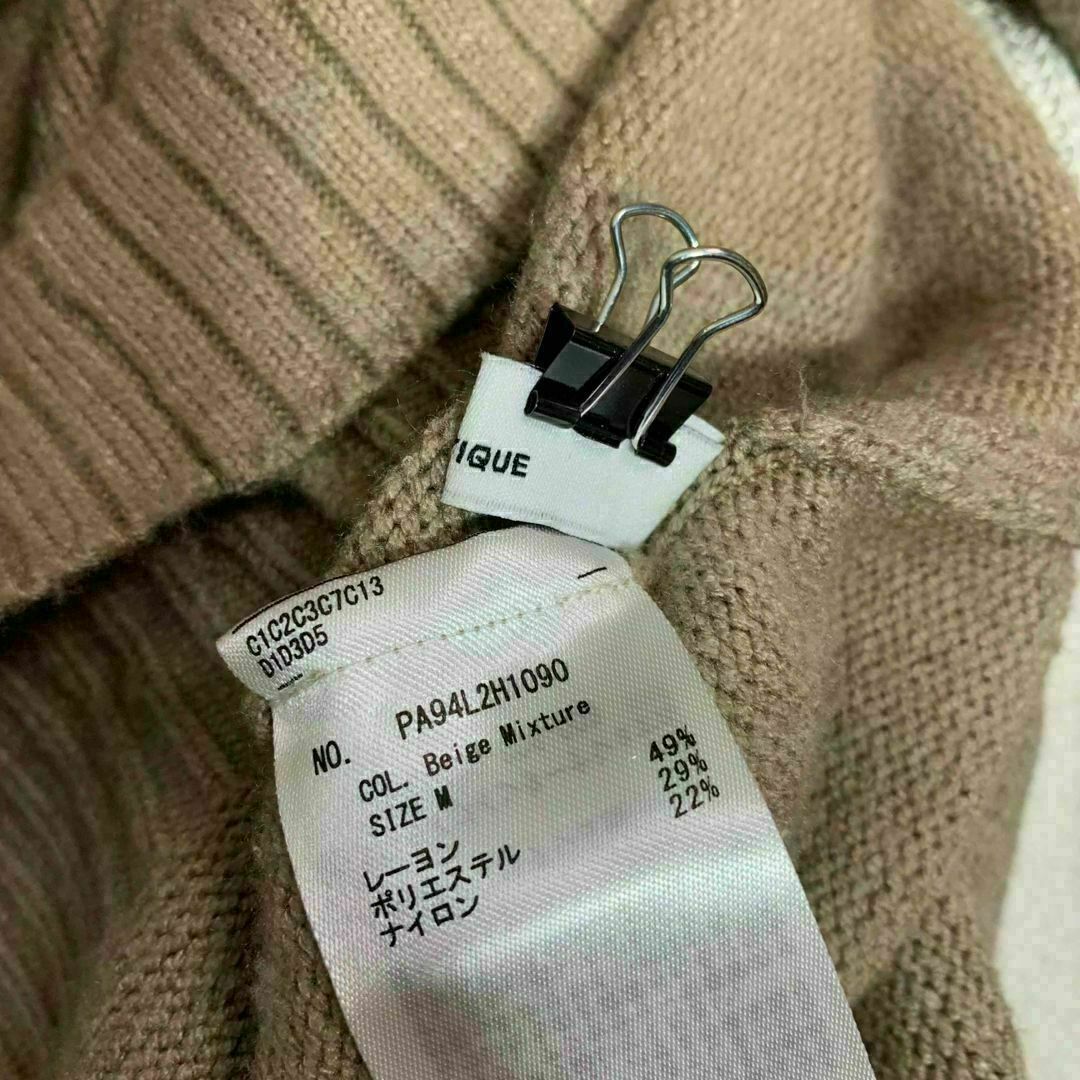 TIQUE
C1C2C3C7C13
D1D3D5
NO. PA94L2H1090
COL. Beige Mixture
SIZE M
レーヨン 49%
ポリエステル 29%
ナイロン 22%